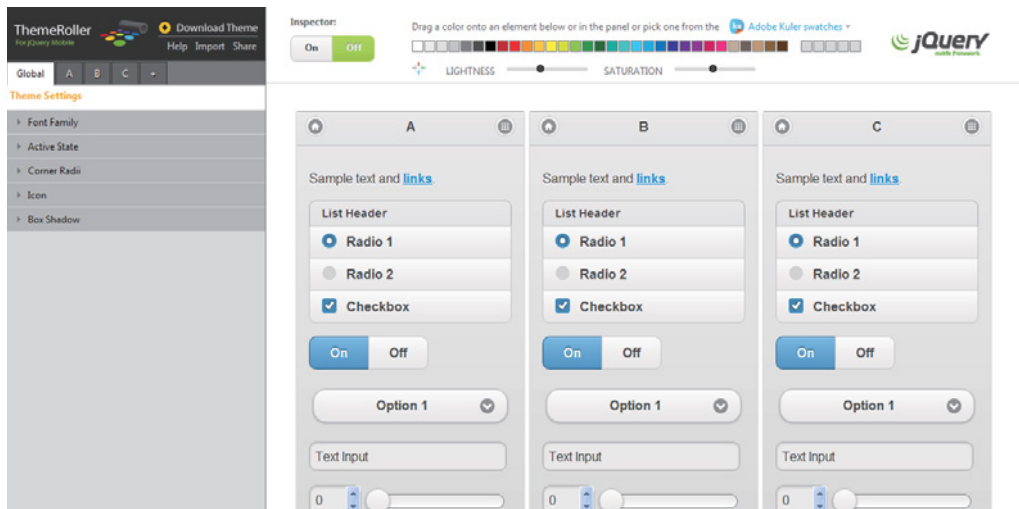 ThemeRoller
For jQuery Mobile
Download Theme
Help Import Share
Global A B C +
Theme Settings
Font Family
Active State
Corner Radii
Icon
Box Shadow
Inspector:
On Off
Drag a color onto an element below or in the panel or pick one from the ku Adobe Kuler swatches
LIGHTNESS SATURATION
jQuery
mobile framework
A
Sample text and links.
List Header
Radio 1
Radio 2
Checkbox
On Off
Option 1
Text Input
0
B
Sample text and links.
List Header
Radio 1
Radio 2
Checkbox
On Off
Option 1
Text Input
0
C
Sample text and links.
List Header
Radio 1
Radio 2
Checkbox
On Off
Option 1
Text Input
0